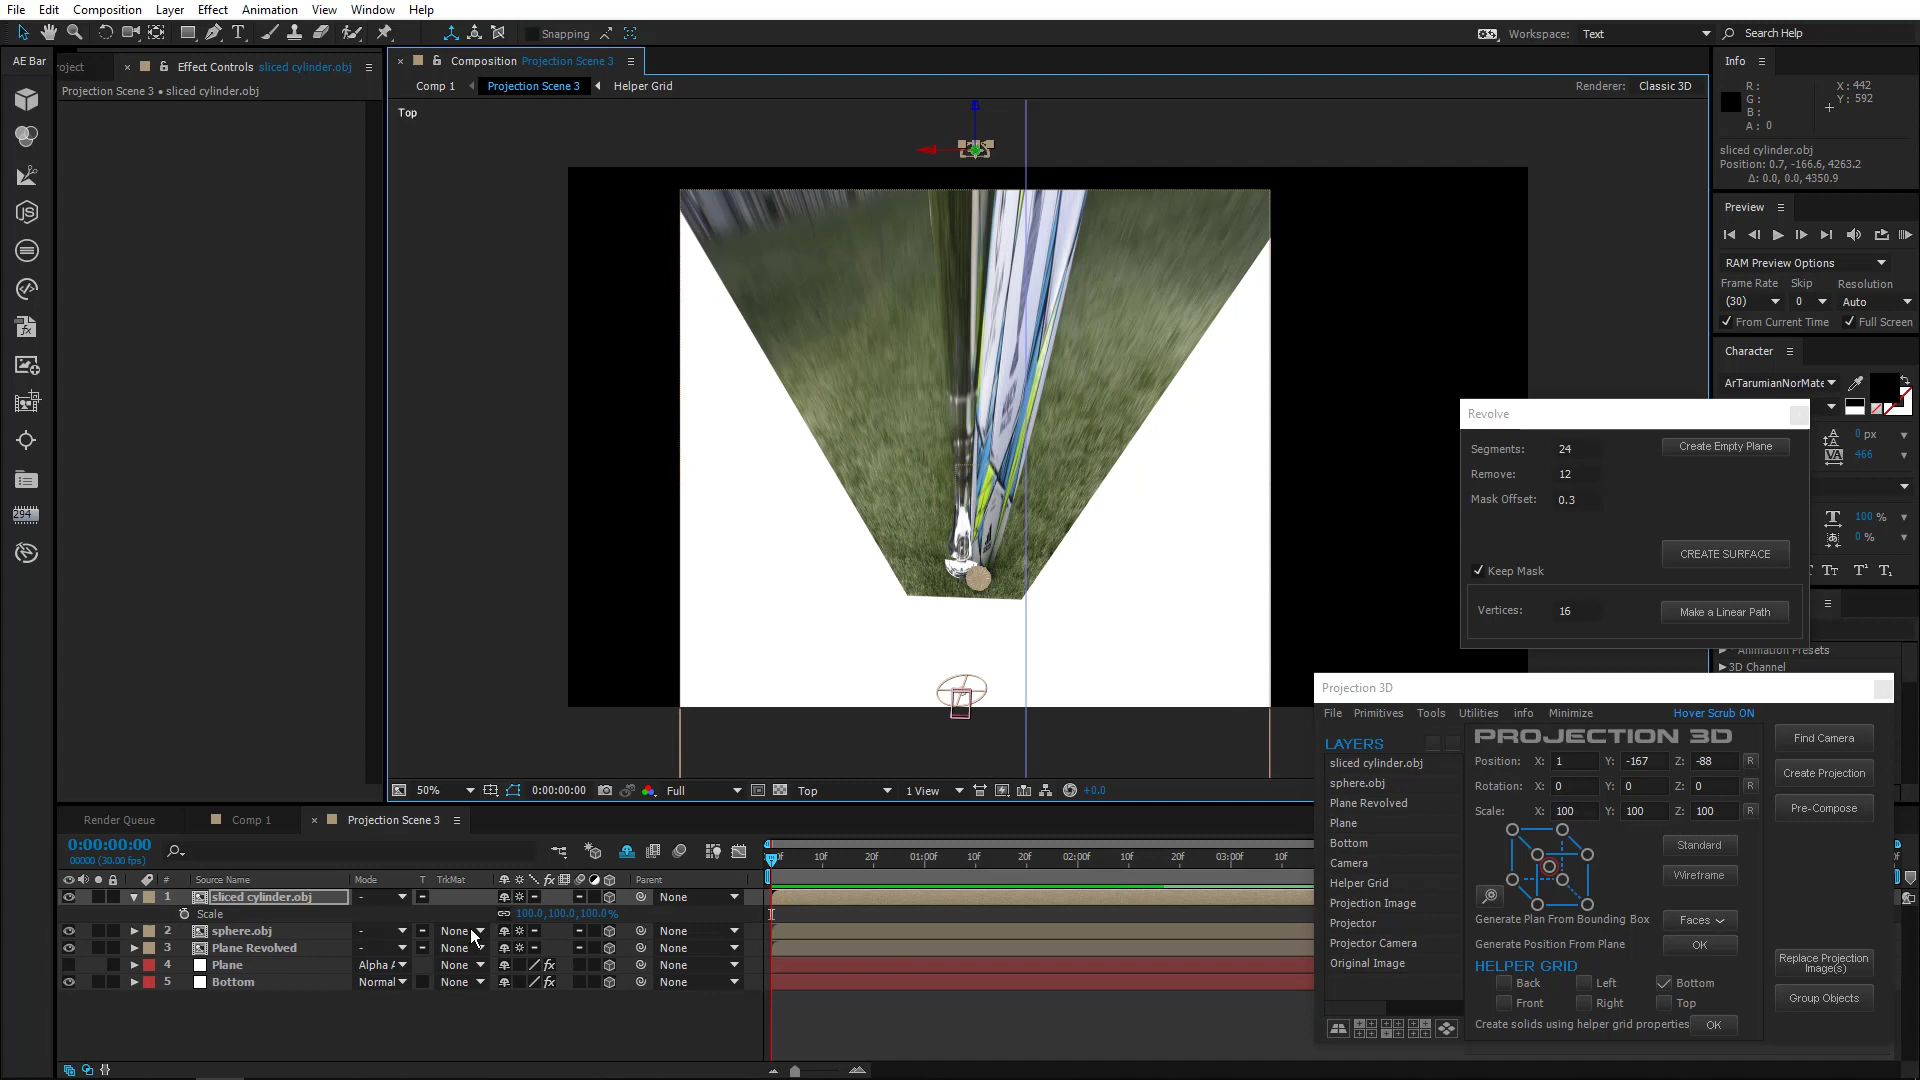 File Edit Composition Layer Effect Animation View Window Help
Snapping
Workspace: Text Search Help
AE Bar
roject × Effect Controls sliced cylinder.obj
Projection Scene 3 • sliced cylinder.obj
× Composition Projection Scene 3
Comp 1 Projection Scene 3 Helper Grid
Renderer: Classic 3D
Top
294
50% 0:00:00:00 Full Top 1 View +0.0
Info
R : X : 442
G : Y : 592
B :
A : 0
sliced cylinder.obj
Position: 0.7, -166.6, 4263.2
Δ: 0.0, 0.0, 4350.9
Preview
RAM Preview Options
Frame Rate Skip Resolution
(30) 0 Auto
From Current Time Full Screen
Character
ArTarumianNorMate
0 px
466
100 %
0 %
Animation Presets
3D Channel
Revolve
Segments: 24 Create Empty Plane
Remove: 12
Mask Offset: 0.3
CREATE SURFACE
Keep Mask
Vertices: 16 Make a Linear Path
Projection 3D
File Primitives Tools Utilities info Minimize Hover Scrub ON
LAYERS
sliced cylinder.obj
sphere.obj
Plane Revolved
Plane
Bottom
Camera
Helper Grid
Projection Image
Projector
Projector Camera
Original Image
PROJECTION 3D
Position: X: 1 Y: -167 Z: -88 R
Rotation: X: 0 Y: 0 Z: 0 R
Scale: X: 100 Y: 100 Z: 100 R
Standard
Wireframe
Generate Plan From Bounding Box Faces
Generate Position From Plane OK
HELPER GRID
Back Left Bottom
Front Right Top
Create solids using helper grid properties OK
Find Camera
Create Projection
Pre-Compose
Replace Projection
Image(s)
Group Objects
Render Queue Comp 1 × Projection Scene 3
0:00:00:00
00000 (30.00 fps)
0f 10f 20f 01:00f 10f 20f 02:00f 10f 20f 03:00f 10f
# Source Name Mode T TrkMat Parent
1 sliced cylinder.obj - None
Scale 100.0,100.0,100.0%
2 sphere.obj - None None
3 Plane Revolved - None None
4 Plane Alpha A None None
5 Bottom Normal None None